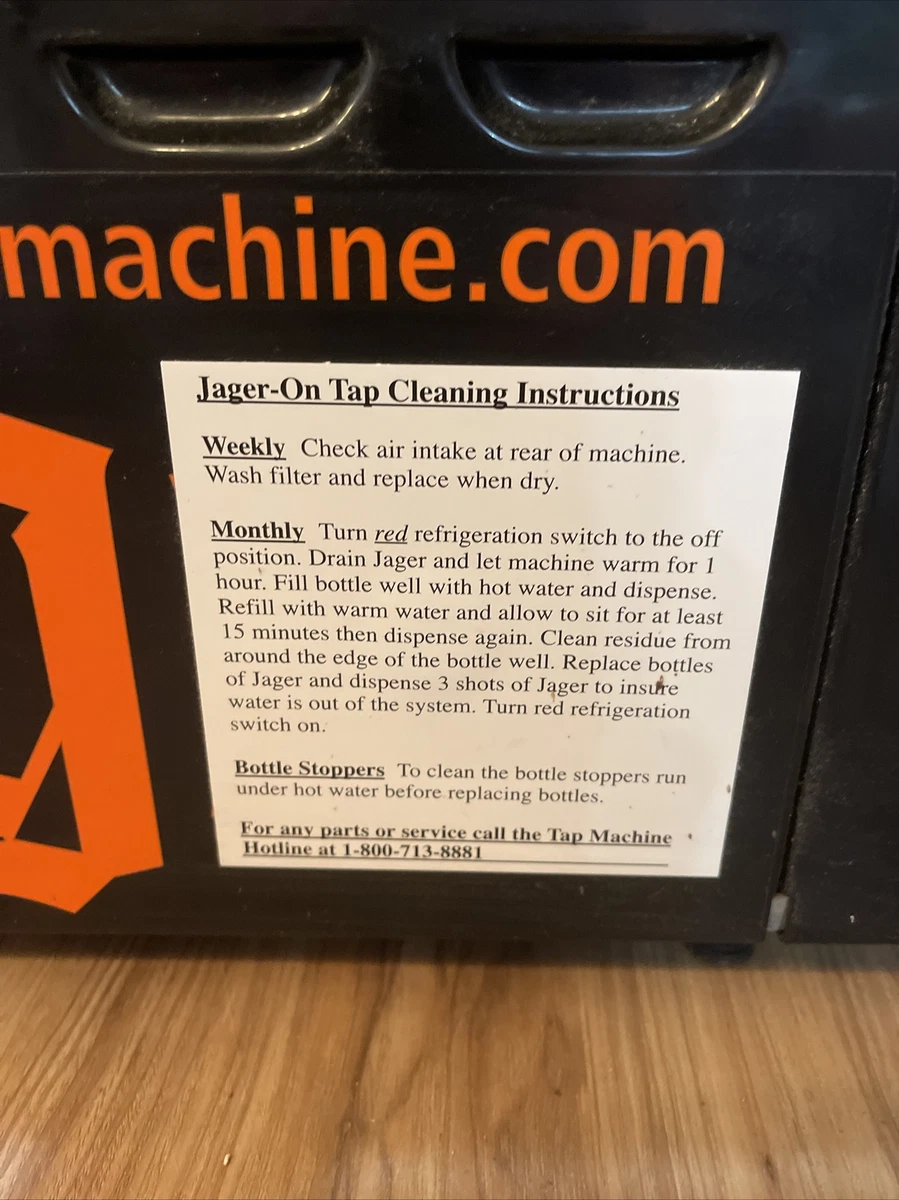 machine.com
Jager-On Tap Cleaning Instructions
Weekly Check air intake at rear of machine.
Wash filter and replace when dry.
Monthly Turn red refrigeration switch to the off
position. Drain Jager and let machine warm for 1
hour. Fill bottle well with hot water and dispense.
Refill with warm water and allow to sit for at least
15 minutes then dispense again. Clean residue from
around the edge of the bottle well. Replace bottles
of Jager and dispense 3 shots of Jager to insure
water is out of the system. Turn red refrigeration
switch on.
Bottle Stoppers To clean the bottle stoppers run
under hot water before replacing bottles.
For any parts or service call the Tap Machine
Hotline at 1-800-713-8881